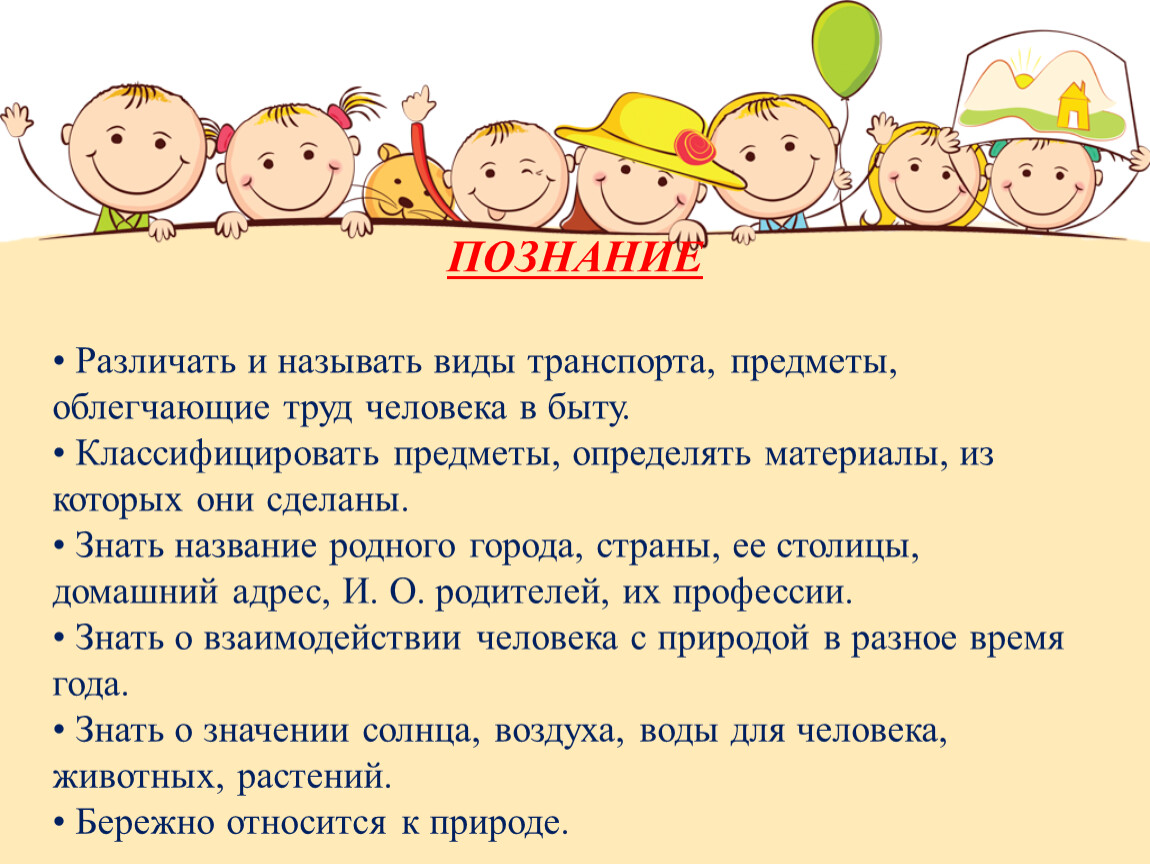 ПОЗНАНИЕ
• Различать и называть виды транспорта, предметы,
облегчающие труд человека в быту.
• Классифицировать предметы, определять материалы, из
которых они сделаны.
• Знать название родного города, страны, ее столицы,
домашний адрес, И. О. родителей, их профессии.
• Знать о взаимодействии человека с природой в разное время
года.
• Знать о значении солнца, воздуха, воды для человека,
животных, растений.
• Бережно относится к природе.